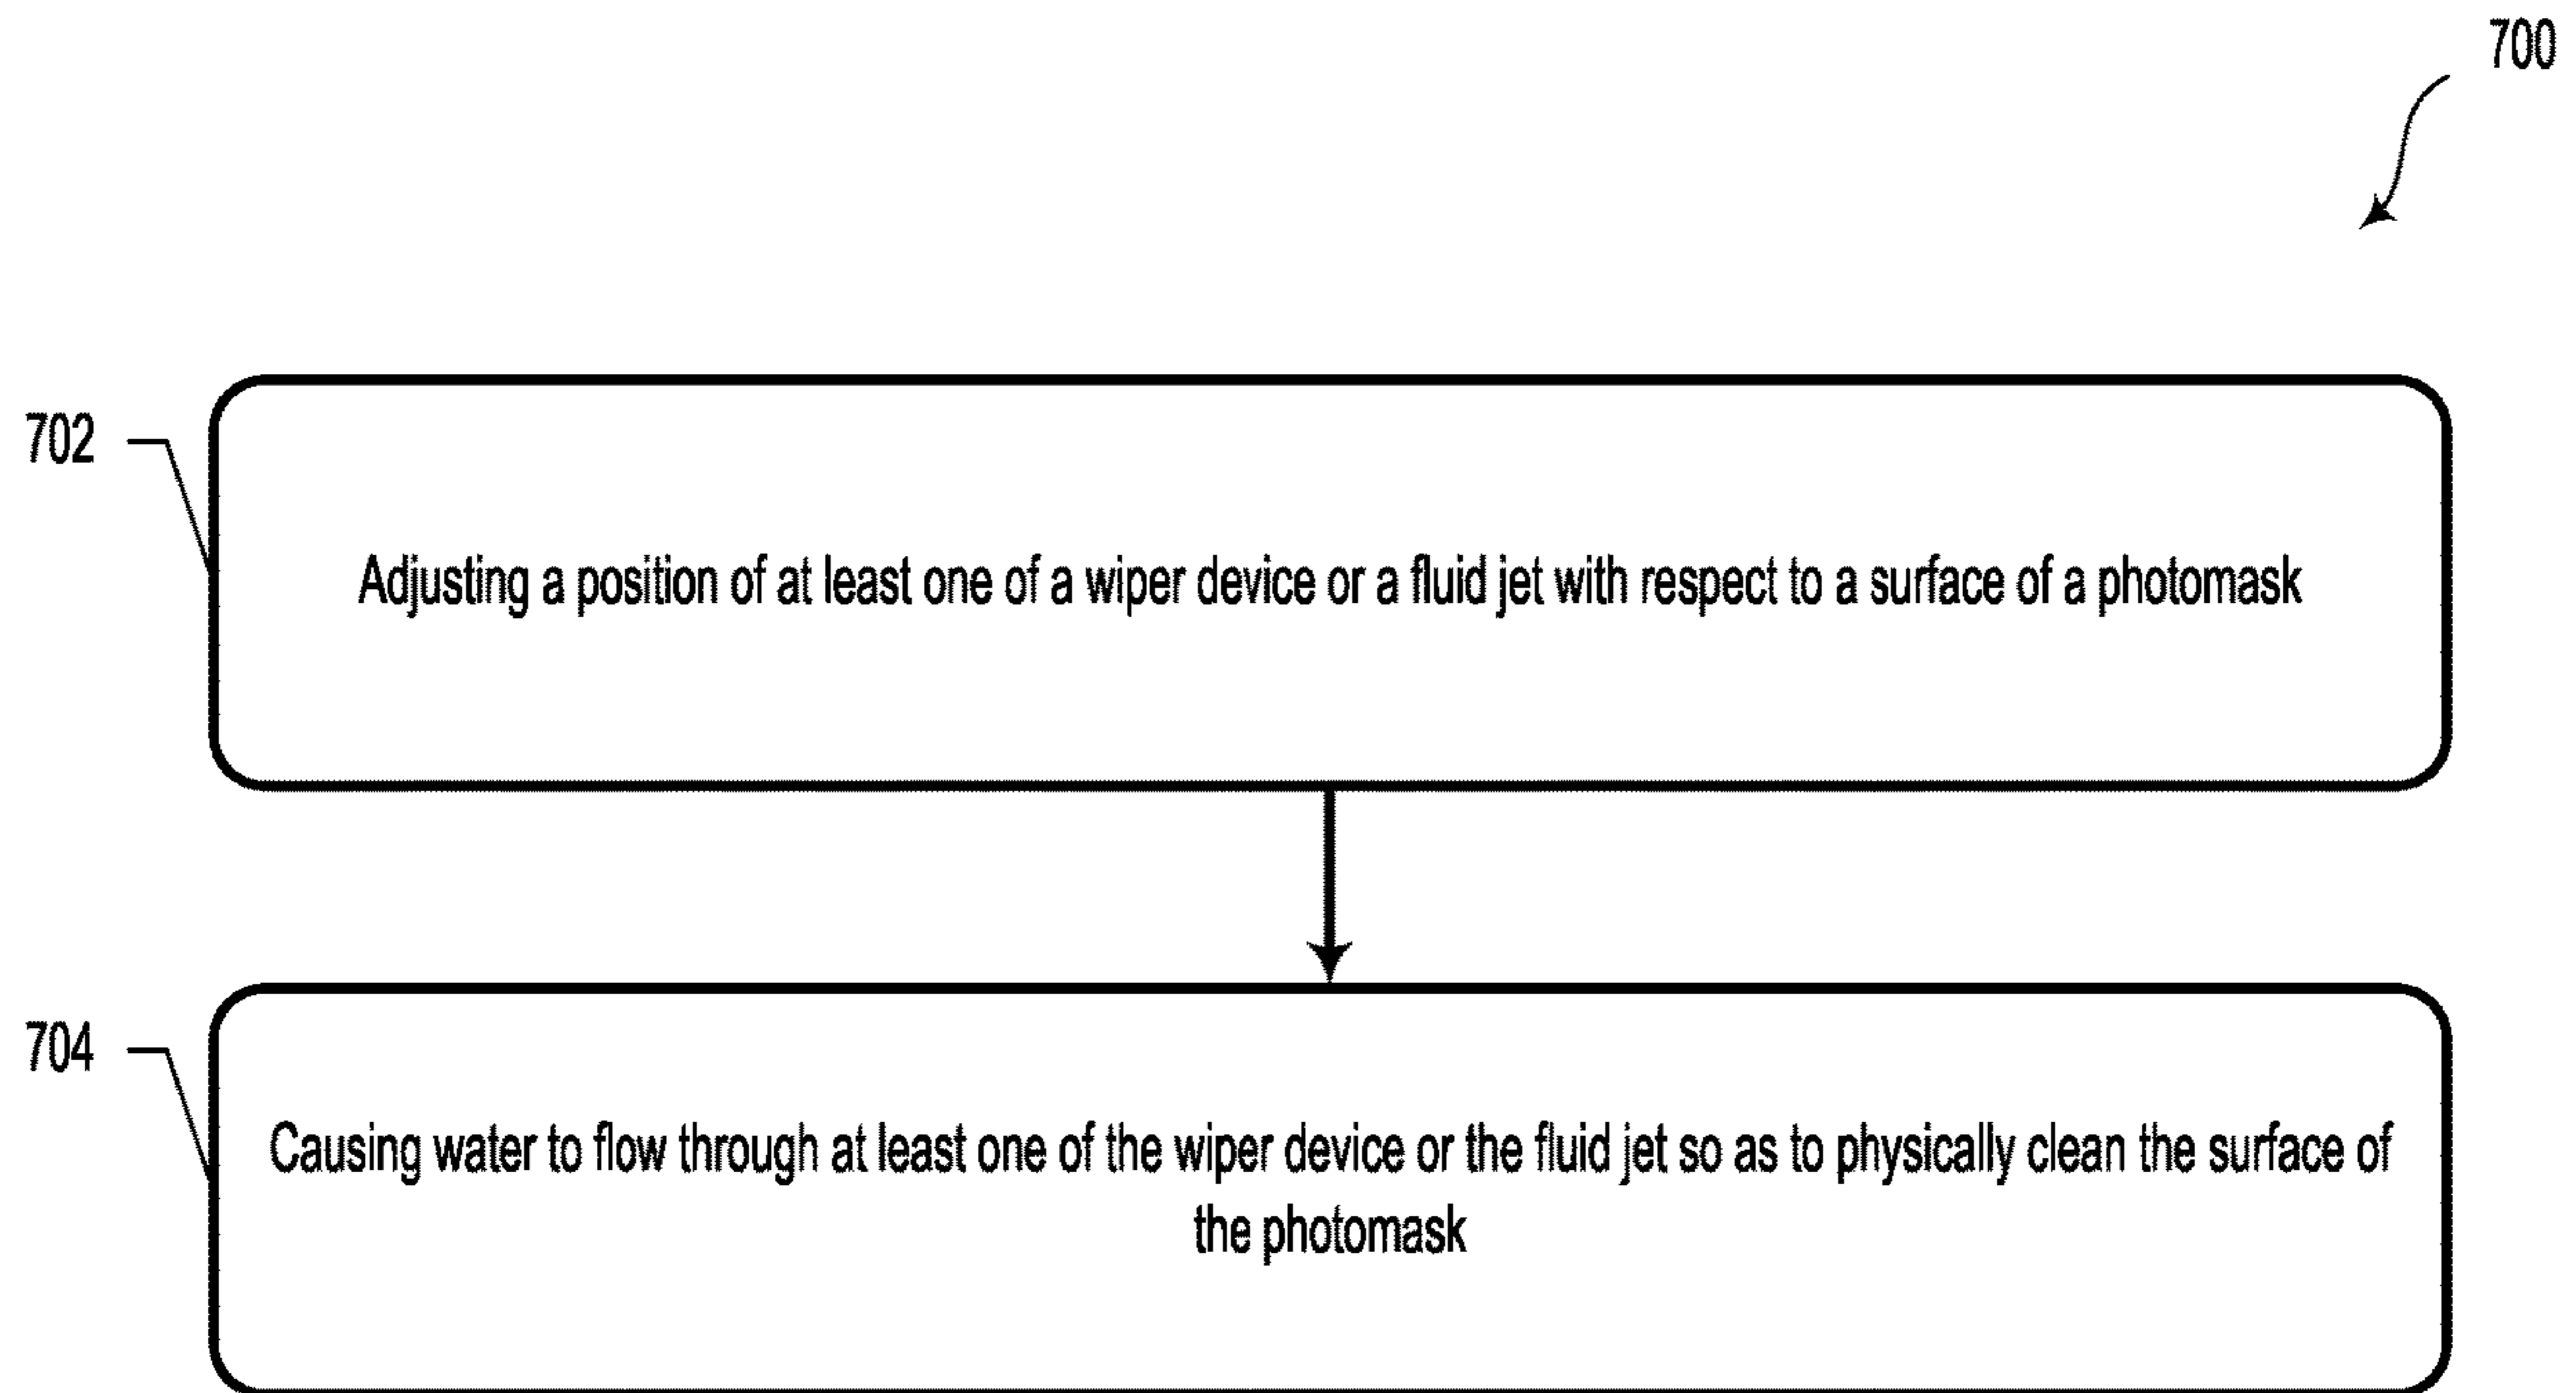 700
702
Adjusting a position of at least one of a wiper device or a fluid jet with respect to a surface of a photomask
704
Causing water to flow through at least one of the wiper device or the fluid jet so as to physically clean the surface of
the photomask